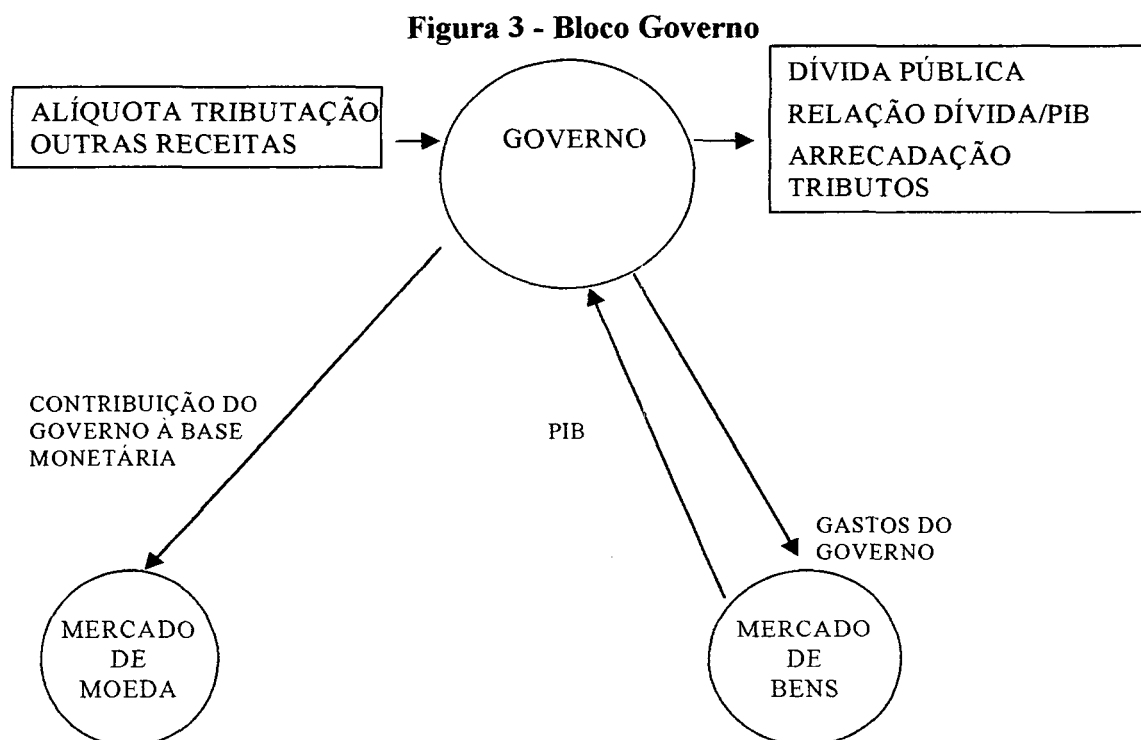 Figura 3 - Bloco Governo
ALÍQUOTA TRIBUTAÇÃO
OUTRAS RECEITAS
GOVERNO
DÍVIDA PÚBLICA
RELAÇÃO DÍVIDA/PIB
ARRECADAÇÃO
TRIBUTOS
CONTRIBUIÇÃO DO
GOVERNO À BASE
MONETÁRIA
PIB
GASTOS DO
GOVERNO
MERCADO
DE
MOEDA
MERCADO
DE
BENS